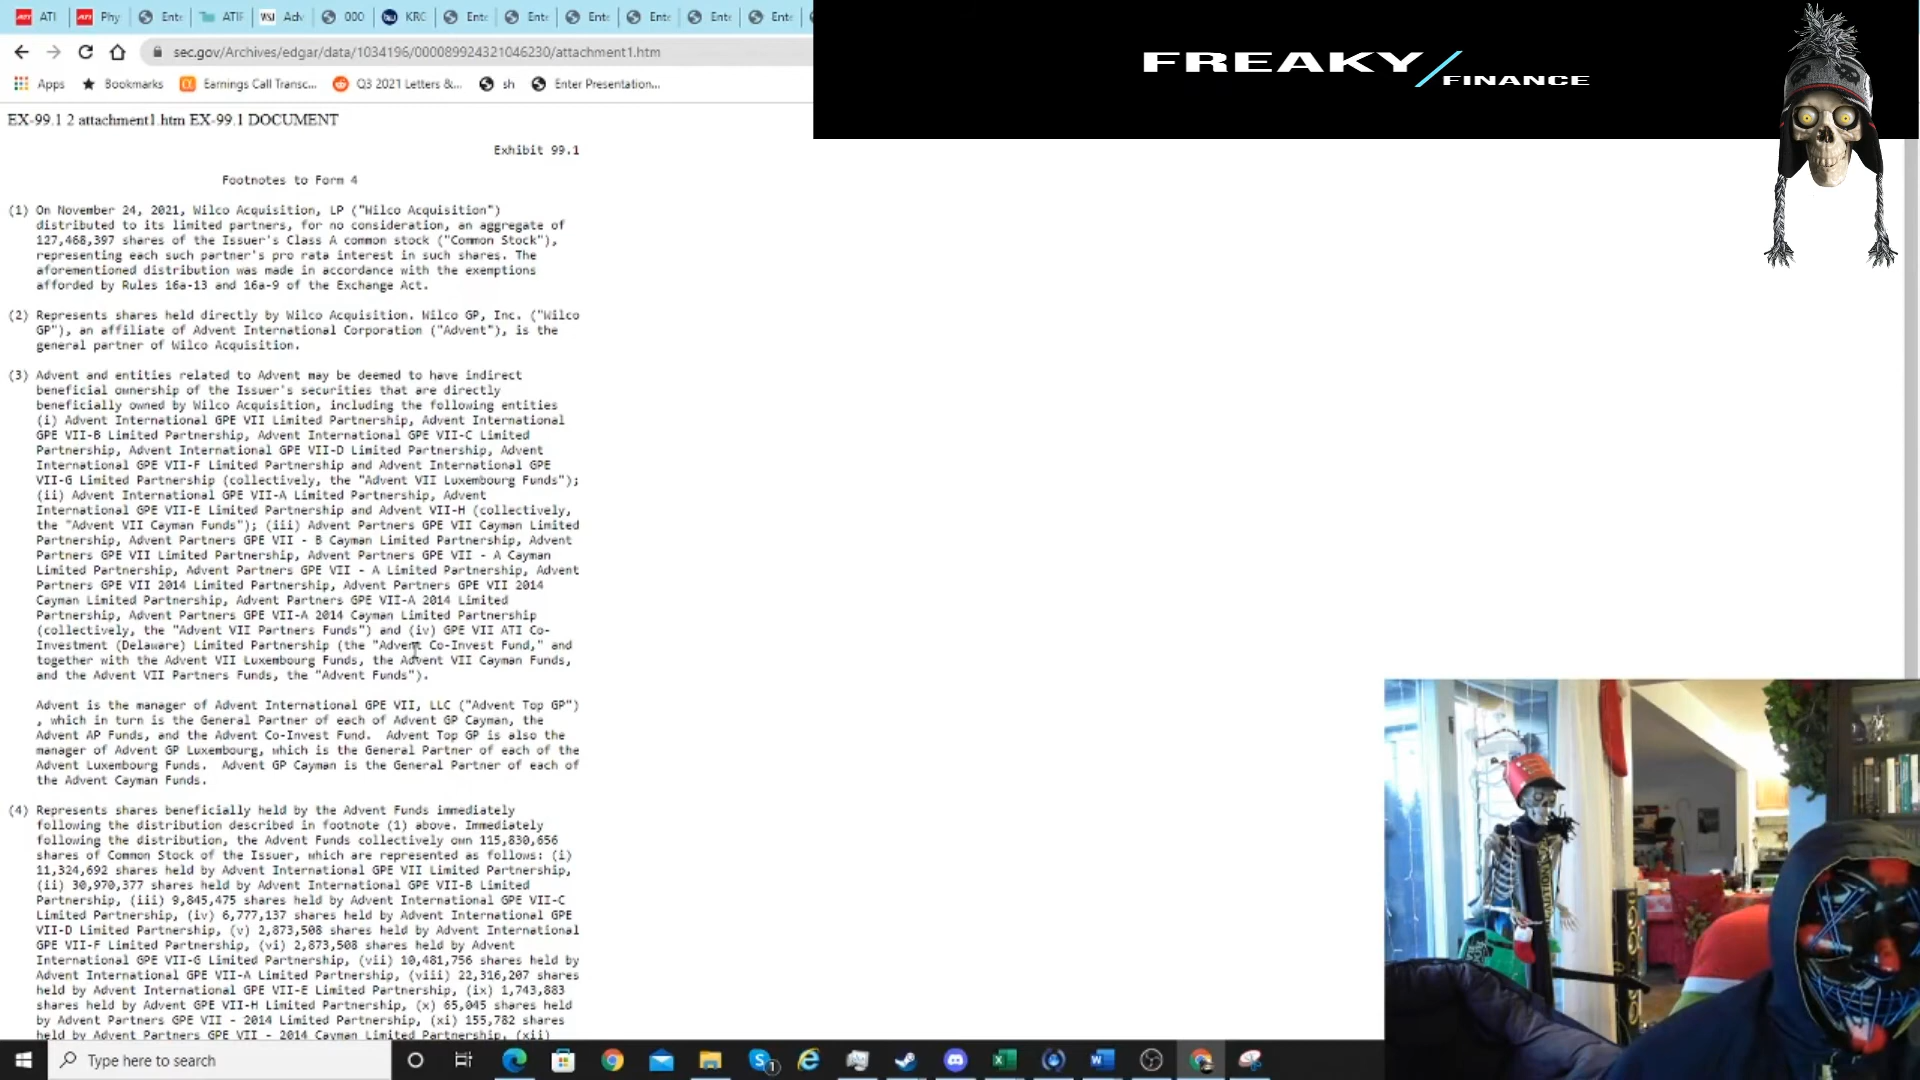 ATI
Phy
Ente
ATIF
WSJ Adv
000
KRC
Ente
Ente
Ente
Ente
Ente
Ente
sec.gov/Archives/edgar/data/1034196/000089924321046230/attachment1.htm
Apps
Bookmarks
Earnings Call Transc...
Q3 2021 Letters &...
sh
Enter Presentation...
FREAKY/FINANCE
EX-99.1 2 attachment1.htm EX-99.1 DOCUMENT
Exhibit 99.1
Footnotes to Form 4
(1) On November 24, 2021, Wilco Acquisition, LP ("Wilco Acquisition")
distributed to its limited partners, for no consideration, an aggregate of
127,468,397 shares of the Issuer's Class A common stock ("Common Stock"),
representing each such partner's pro rata interest in such shares. The
aforementioned distribution was made in accordance with the exemptions
afforded by Rules 16a-13 and 16a-9 of the Exchange Act.
(2) Represents shares held directly by Wilco Acquisition. Wilco GP, Inc. ("Wilco
GP"), an affiliate of Advent International Corporation ("Advent"), is the
general partner of Wilco Acquisition.
(3) Advent and entities related to Advent may be deemed to have indirect
beneficial ownership of the Issuer's securities that are directly
beneficially owned by Wilco Acquisition, including the following entities
(i) Advent International GPE VII Limited Partnership, Advent International
GPE VII-B Limited Partnership, Advent International GPE VII-C Limited
Partnership, Advent International GPE VII-D Limited Partnership, Advent
International GPE VII-F Limited Partnership and Advent International GPE
VII-G Limited Partnership (collectively, the "Advent VII Luxembourg Funds");
(ii) Advent International GPE VII-A Limited Partnership, Advent
International GPE VII-E Limited Partnership and Advent VII-H (collectively,
the "Advent VII Cayman Funds"); (iii) Advent Partners GPE VII Cayman Limited
Partnership, Advent Partners GPE VII - B Cayman Limited Partnership, Advent
Partners GPE VII Limited Partnership, Advent Partners GPE VII - A Cayman
Limited Partnership, Advent Partners GPE VII - A Limited Partnership, Advent
Partners GPE VII 2014 Limited Partnership, Advent Partners GPE VII 2014
Cayman Limited Partnership, Advent Partners GPE VII-A 2014 Limited
Partnership, Advent Partners GPE VII-A 2014 Cayman Limited Partnership
(collectively, the "Advent VII Partners Funds") and (iv) GPE VII ATI Co-
Investment (Delaware) Limited Partnership (the "Advent Co-Invest Fund," and
together with the Advent VII Luxembourg Funds, the Advent VII Cayman Funds,
and the Advent VII Partners Funds, the "Advent Funds").
Advent is the manager of Advent International GPE VII, LLC ("Advent Top GP")
, which in turn is the General Partner of each of Advent GP Cayman, the
Advent AP Funds, and the Advent Co-Invest Fund. Advent Top GP is also the
manager of Advent GP Luxembourg, which is the General Partner of each of the
Advent Luxembourg Funds. Advent GP Cayman is the General Partner of each of
the Advent Cayman Funds.
(4) Represents shares beneficially held by the Advent Funds immediately
following the distribution described in footnote (1) above. Immediately
following the distribution, the Advent Funds collectively own 115,830,656
shares of Common Stock of the Issuer, which are represented as follows: (i)
11,324,692 shares held by Advent International GPE VII Limited Partnership,
(ii) 30,970,377 shares held by Advent International GPE VII-B Limited
Partnership, (iii) 9,845,475 shares held by Advent International GPE VII-C
Limited Partnership, (iv) 6,777,137 shares held by Advent International GPE
VII-D Limited Partnership, (v) 2,873,508 shares held by Advent International
GPE VII-F Limited Partnership, (vi) 2,873,508 shares held by Advent
International GPE VII-G Limited Partnership, (vii) 10,481,756 shares held by
Advent International GPE VII-A Limited Partnership, (viii) 22,316,207 shares
held by Advent International GPE VII-E Limited Partnership, (ix) 1,743,883
shares held by Advent GPE VII-H Limited Partnership, (x) 65,045 shares held
by Advent Partners GPE VII - 2014 Limited Partnership, (xi) 155,782 shares
held by Advent Partners GPE VII - 2014 Cayman Limited Partnership, (xii)
Type here to search